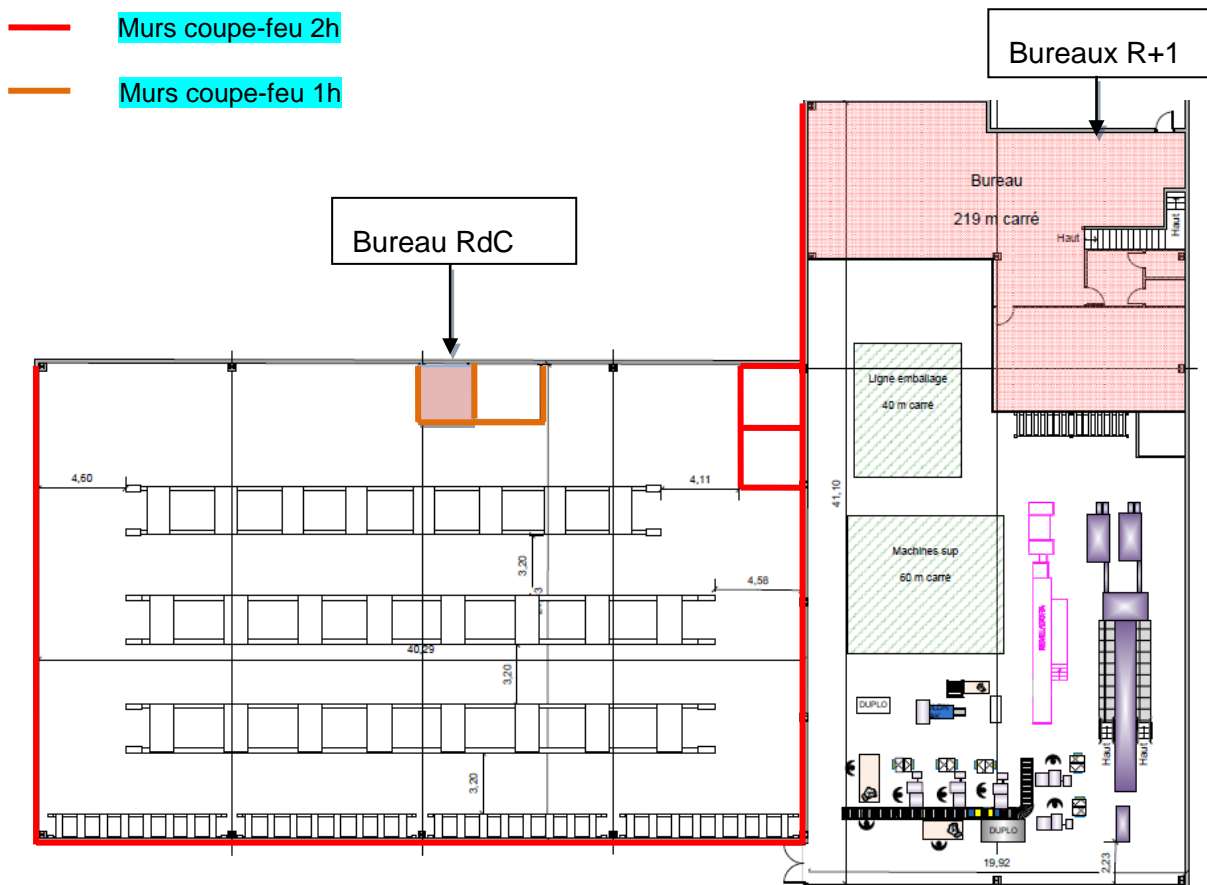 Murs coupe-feu 2h
Murs coupe-feu 1h
Bureaux R+1
Bureau RdC
Bureau
219 m carré
Haut
Haut
Ligne emballage
40 m carré
4,60
4,11
41,10
3,20
Machines sup
60 m carré
4,58
40,29
3,20
DUPLO
3,20
Haut
Haut
DUPLO
19,92
2,23